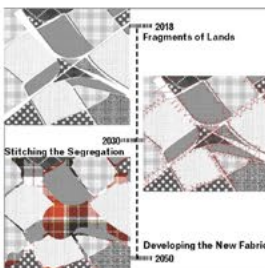 2018
Fragments of Lands
2030
Stitching the Segregation
Developing the New Fabric
2050